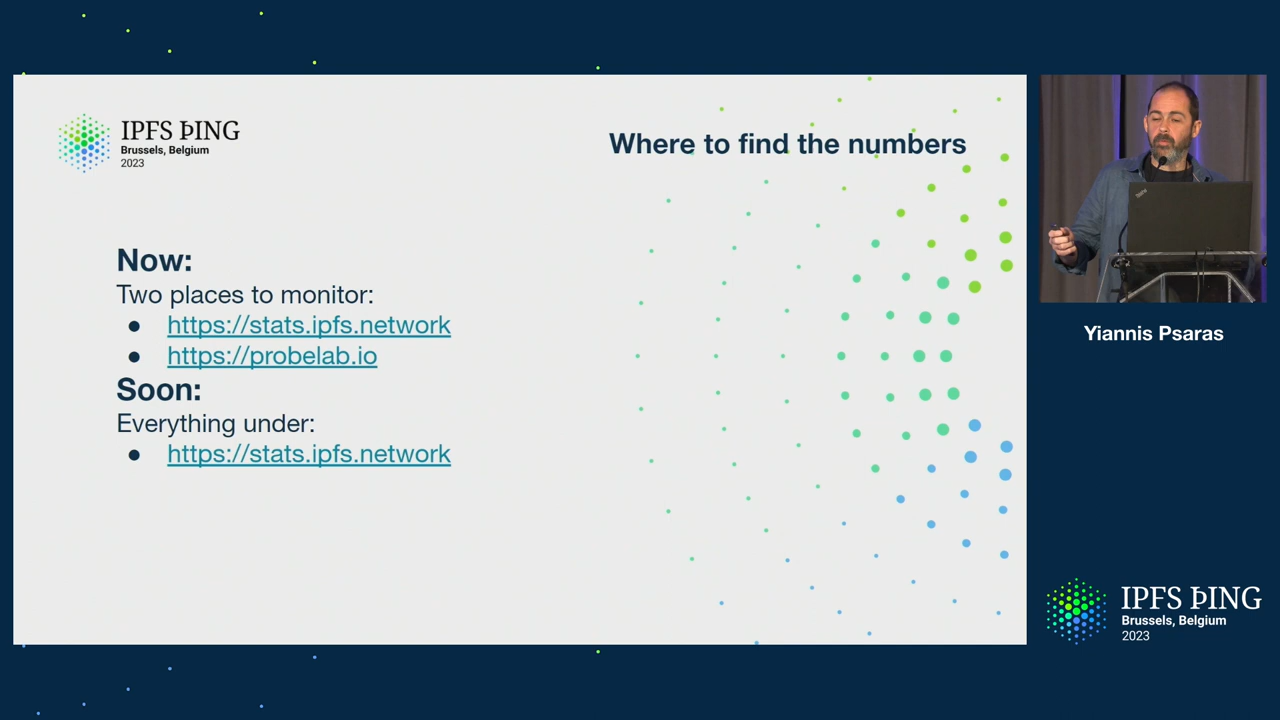 IPFS ÞING
Brussels, Belgium
2023
Where to find the numbers
Now:
Two places to monitor:
● https://stats.ipfs.network
● https://probelab.io
Soon:
Everything under:
● https://stats.ipfs.network
Yiannis Psaras
IPFS ÞING
Brussels, Belgium
2023